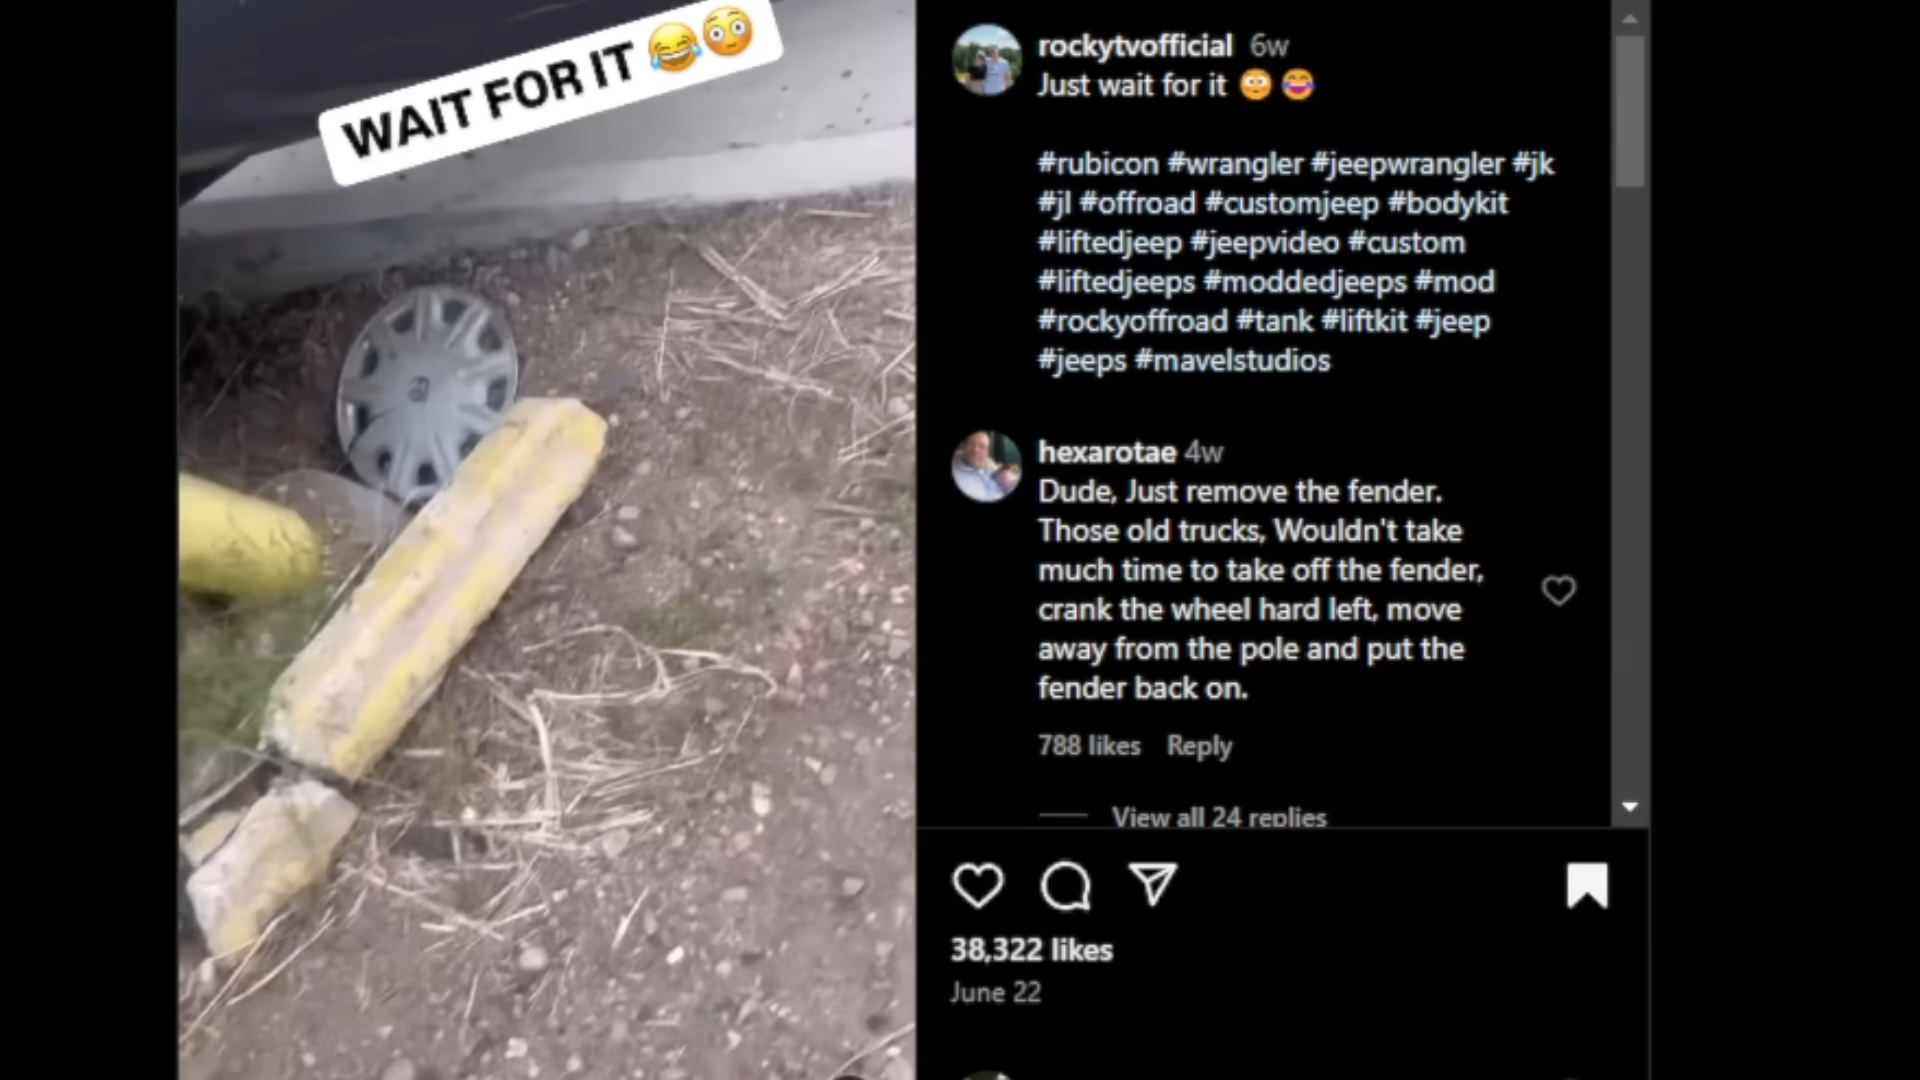 WAIT FOR IT 😂😳
rockytvofficial 6w
Just wait for it 😳😂
#rubicon #wrangler #jeepwrangler #jk
#jl #offroad #customjeep #bodykit
#liftedjeep #jeepvideo #custom
#liftedjeeps #moddedjeeps #mod
#rockyoffroad #tank #liftkit #jeep
#jeeps #mavelstudios
hexarotae 4w
Dude, Just remove the fender.
Those old trucks, Wouldn't take
much time to take off the fender,
crank the wheel hard left, move
away from the pole and put the
fender back on.
788 likes Reply
View all 24 replies
38,322 likes
June 22